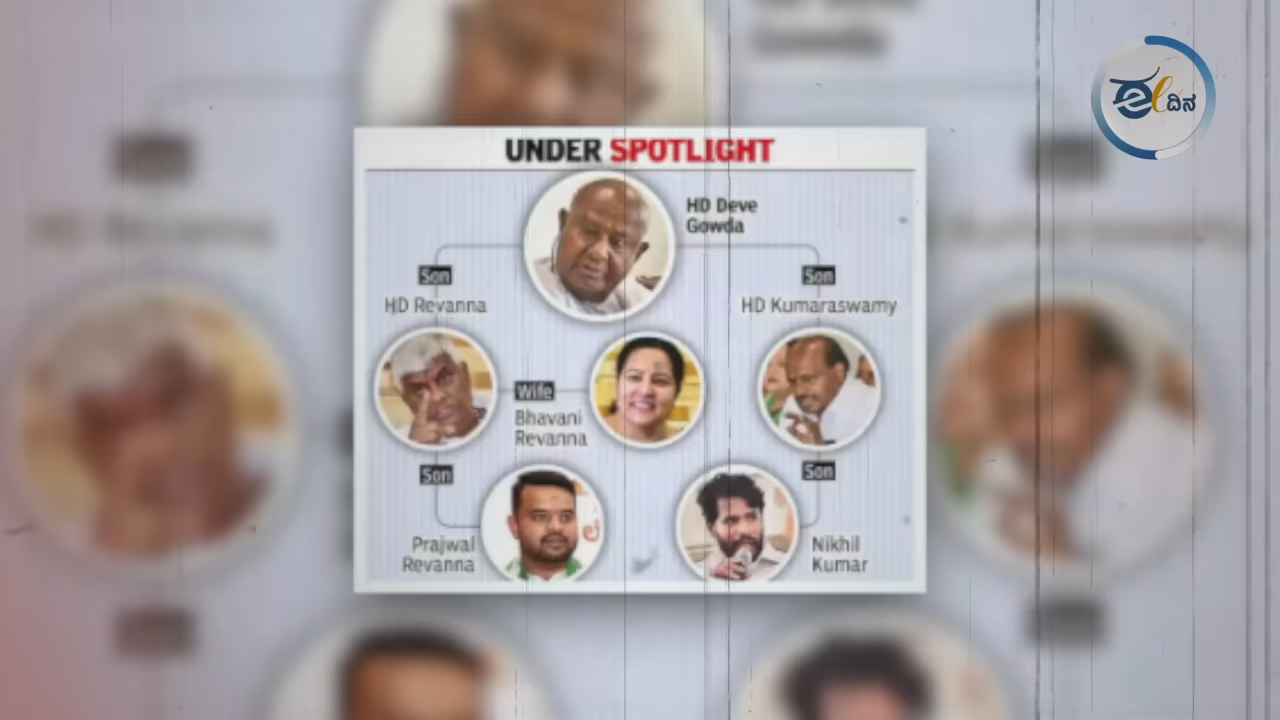 UNDER SPOTLIGHT
HD Deve
Gowda
Son
HD Revanna
Son
HD Kumaraswamy
Wife
Bhavani
Revanna
Son
Prajwal
Revanna
Son
Nikhil
Kumar
ಈ ದಿನ